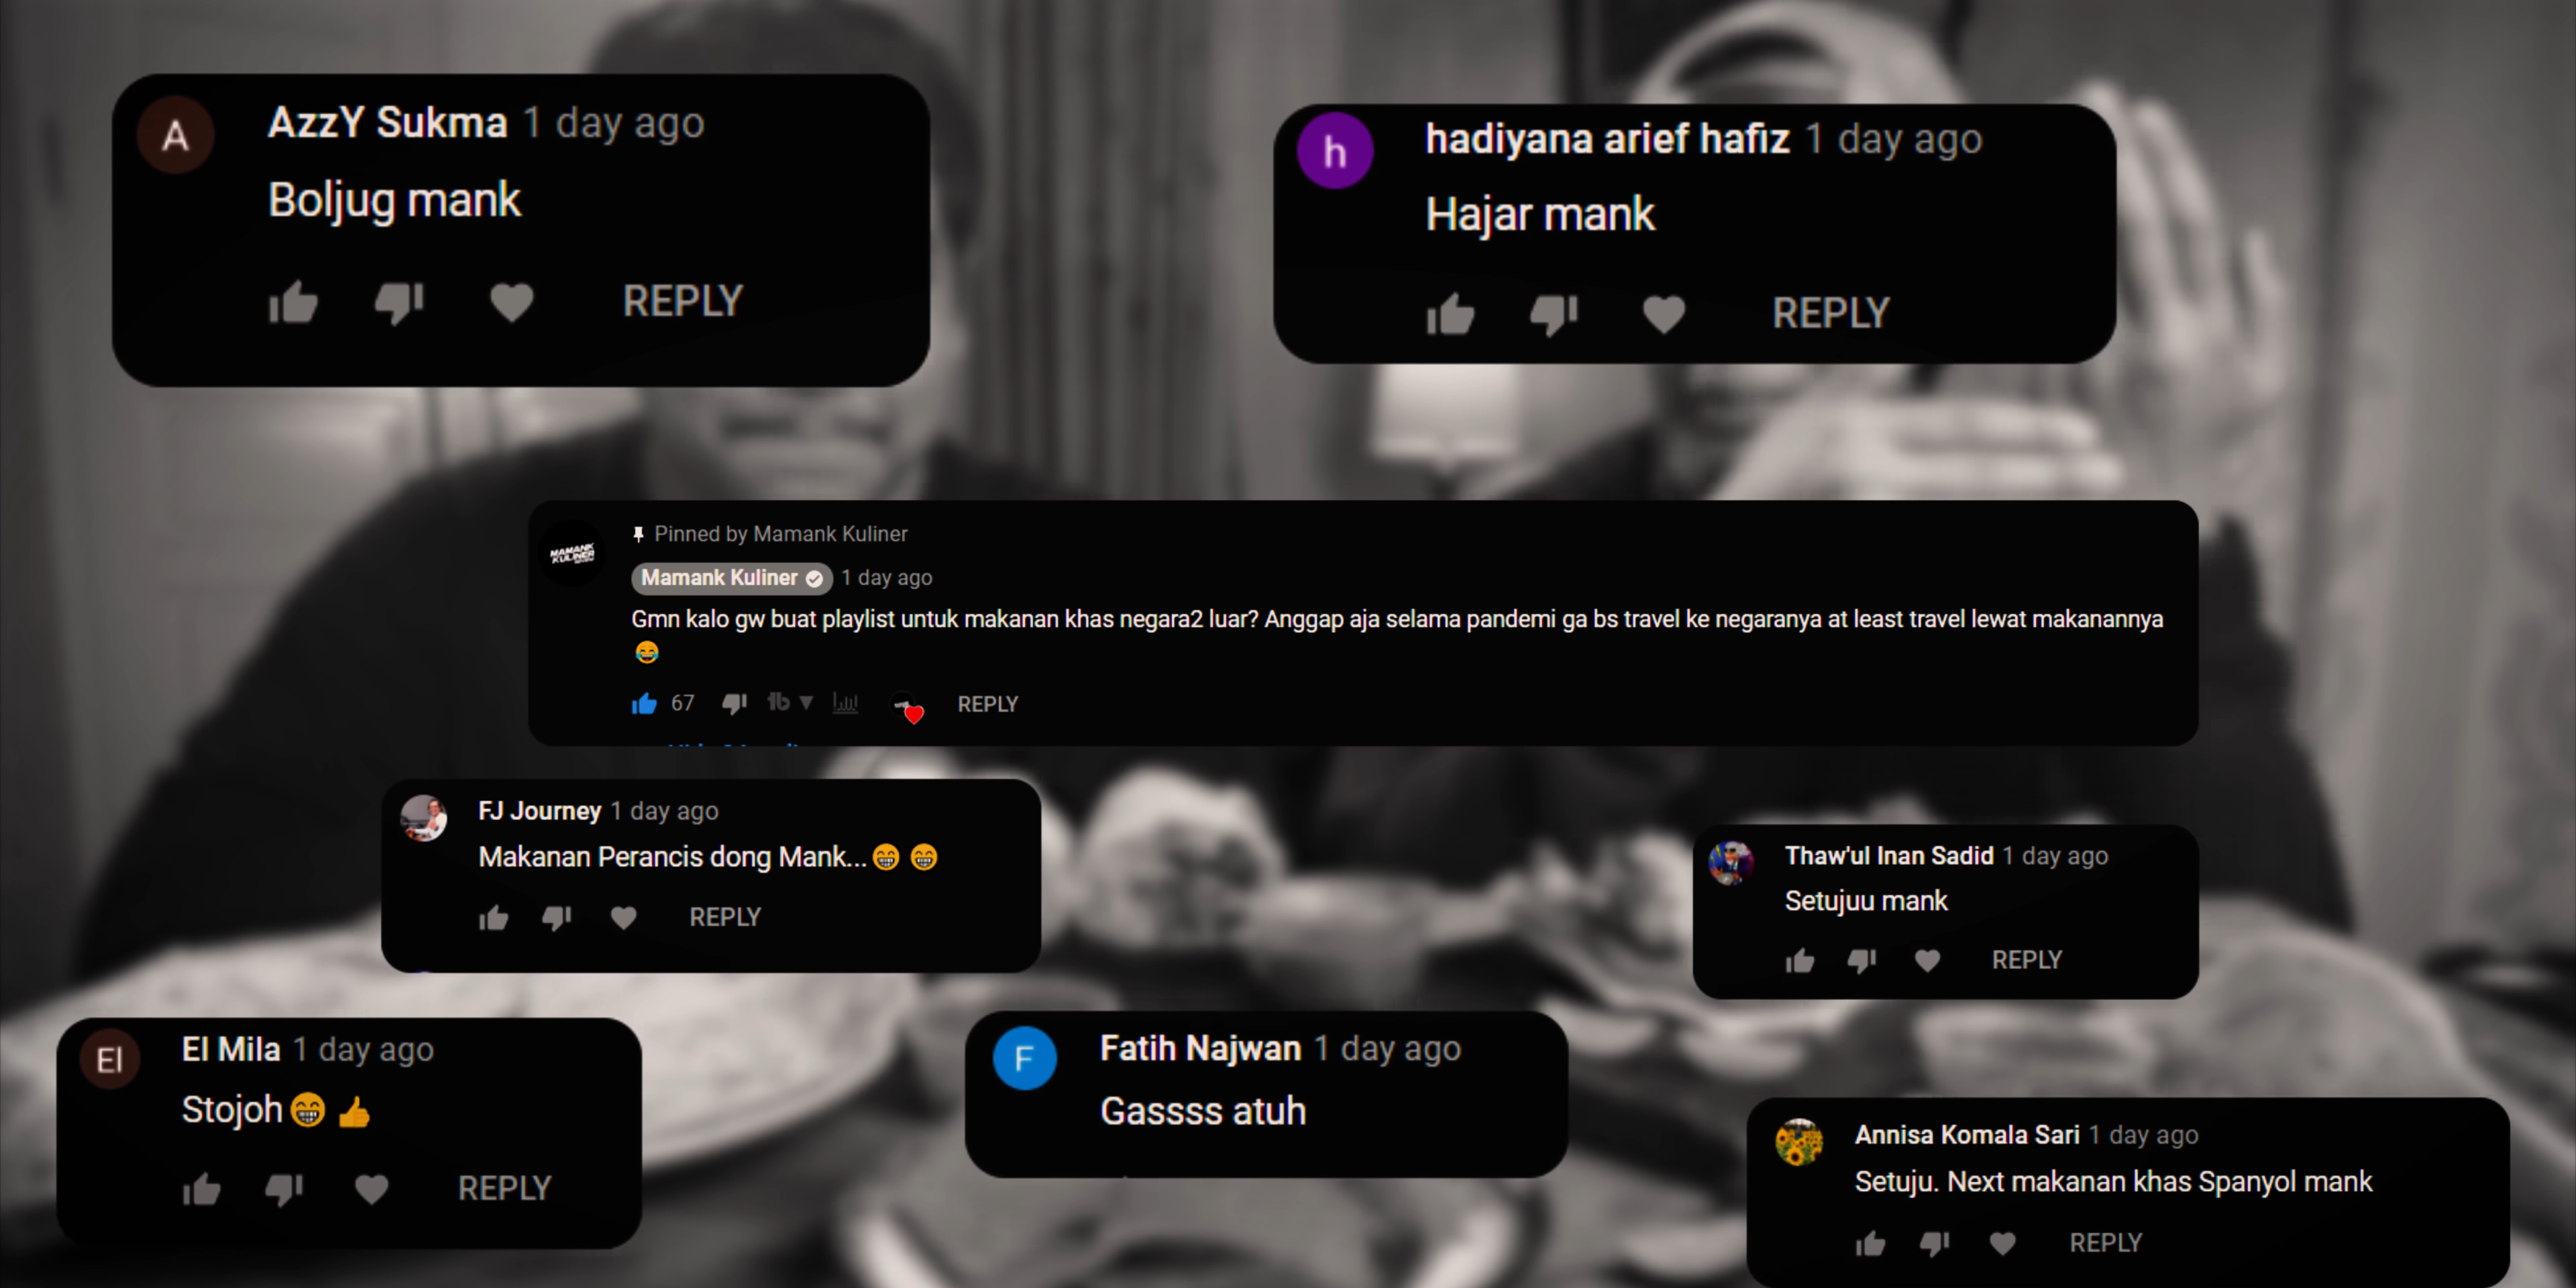 A
AzzY Sukma 1 day ago
Boljug mank
REPLY
h
hadiyana arief hafiz 1 day ago
Hajar mank
REPLY
MAMANK
KULINER
Pinned by Mamank Kuliner
Mamank Kuliner 1 day ago
Gmn kalo gw buat playlist untuk makanan khas negara2 luar? Anggap aja selama pandemi ga bs travel ke negaranya at least travel lewat makanannya
😂
67
REPLY
FJ Journey 1 day ago
Makanan Perancis dong Mank...😁 😁
REPLY
Thaw'ul Inan Sadid 1 day ago
Setujuu mank
REPLY
El
El Mila 1 day ago
Stojoh😁 👍
REPLY
F
Fatih Najwan 1 day ago
Gassss atuh
Annisa Komala Sari 1 day ago
Setuju. Next makanan khas Spanyol mank
REPLY